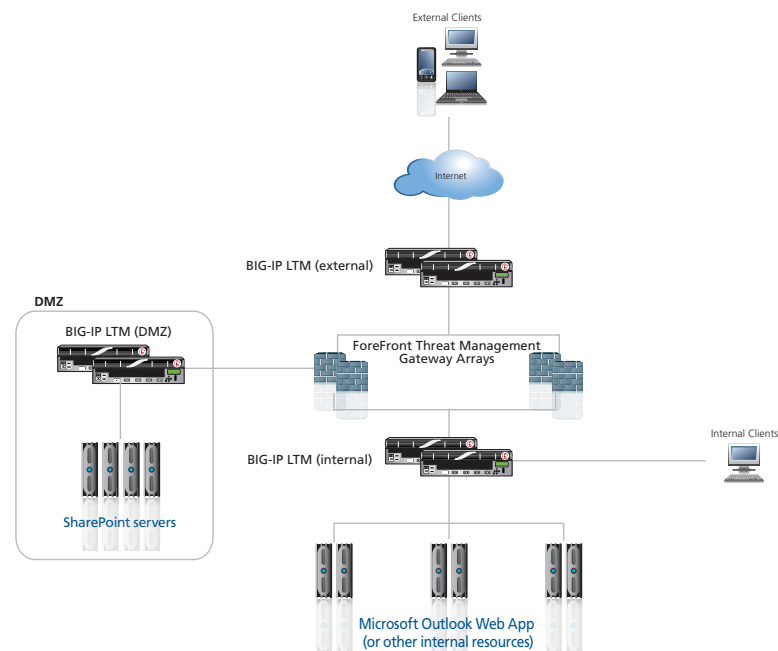 External Clients
Internet
BIG-IP LTM (external)
DMZ
BIG-IP LTM (DMZ)
ForeFront Threat Management
Gateway Arrays
Internal Clients
BIG-IP LTM (internal)
SharePoint servers
Microsoft Outlook Web App
(or other internal resources)